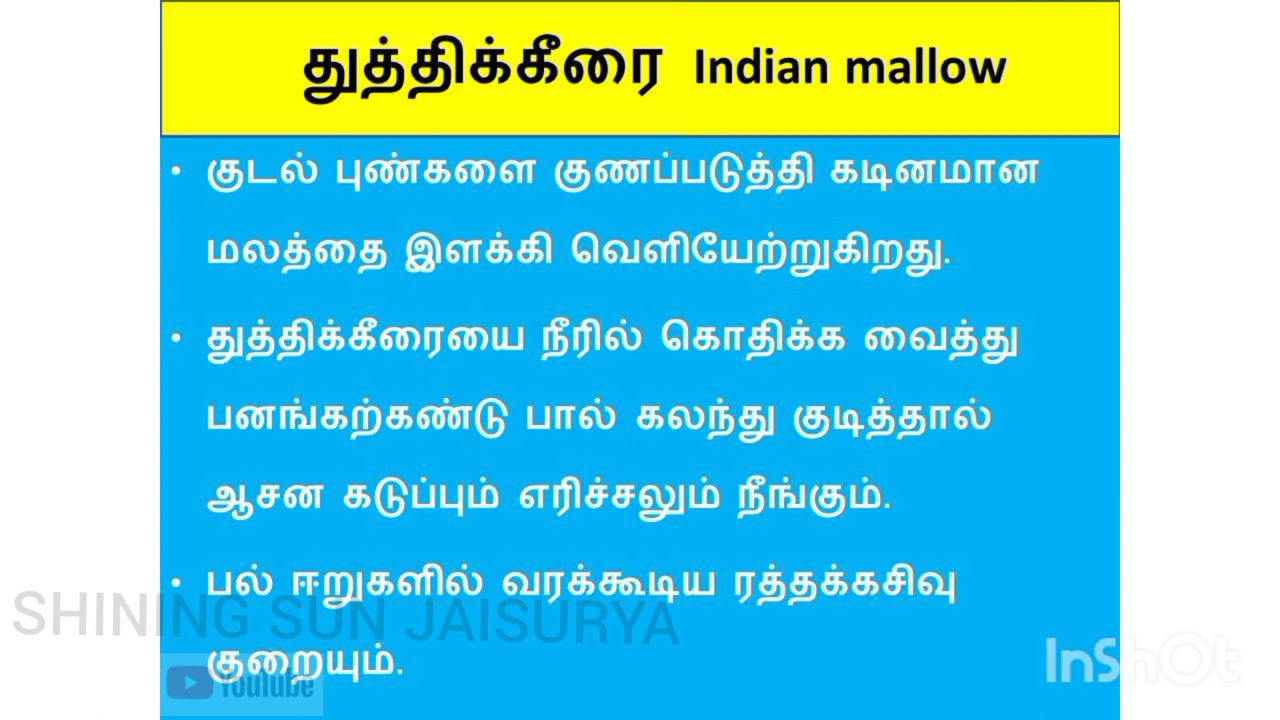 துத்திக்கீரை Indian mallow
• குடல் புண்களை குணப்படுத்தி கடினமான
மலத்தை இளக்கி வெளியேற்றுகிறது.
• துத்திக்கீரையை நீரில் கொதிக்க வைத்து
பனங்கற்கண்டு பால் கலந்து குடித்தால்
ஆசன கடுப்பும் எரிச்சலும் நீங்கும்.
• பல் ஈறுகளில் வரக்கூடிய ரத்தக்கசிவு
குறையும்.
SHINING SUN JAISURYA
YouTube
InShOt